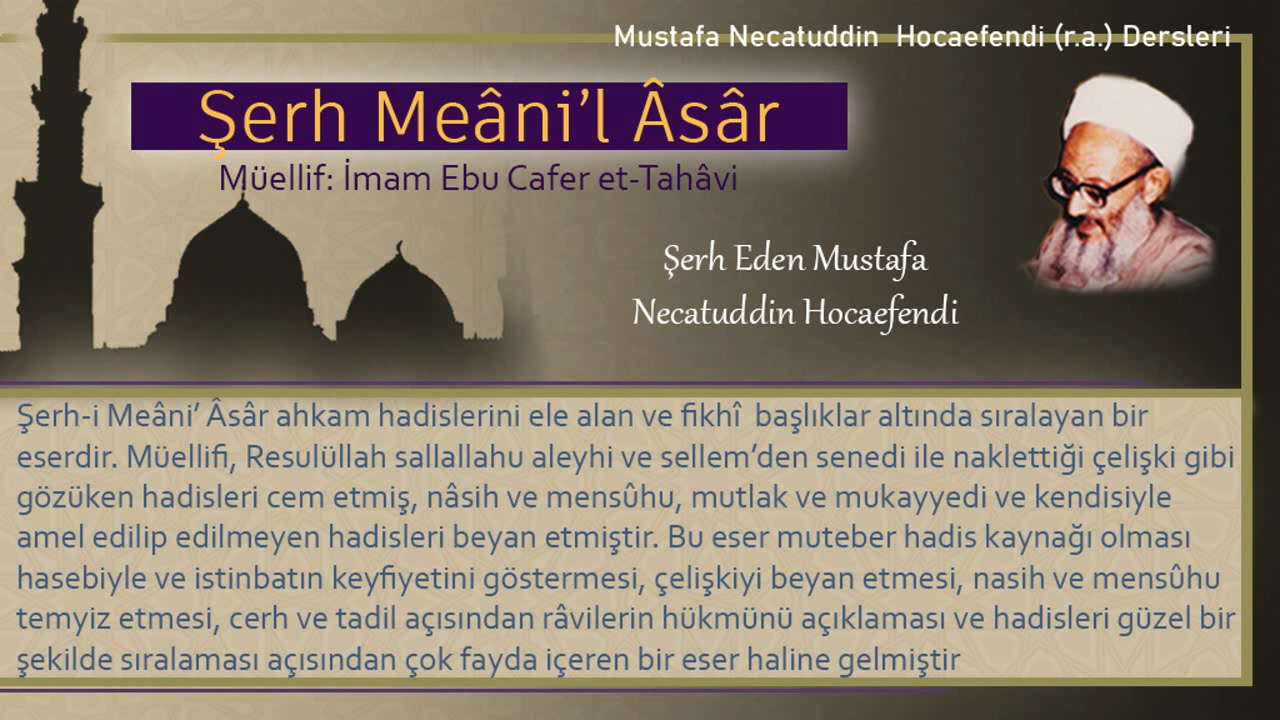 Mustafa Necatuddin Hocaefendi (r.a.) Dersleri
Şerh Meâni’l Âsâr
Müellif: İmam Ebu Cafer et-Tahâvi
Şerh Eden Mustafa
Necatuddin Hocaefendi
Şerh-i Meâni’ Âsâr ahkam hadislerini ele alan ve fikhî başlıklar altında sıralayan bir
eserdir. Müellifi, Resulüllah sallallahu aleyhi ve sellem’den senedi ile naklettiği çelişki gibi
gözüken hadisleri cem etmiş, nâsih ve mensûhu, mutlak ve mukayyedi ve kendisiyle
amel edilip edilmeyen hadisleri beyan etmiştir. Bu eser muteber hadis kaynağı olması
hasebiyle ve istinbatın keyfiyetini göstermesi, çelişkiyi beyan etmesi, nasih ve mensûhu
temyiz etmesi, cerh ve tadil açısından râvilerin hükmünü açıklaması ve hadisleri güzel bir
şekilde sıralaması açısından çok fayda içeren bir eser haline gelmiştir